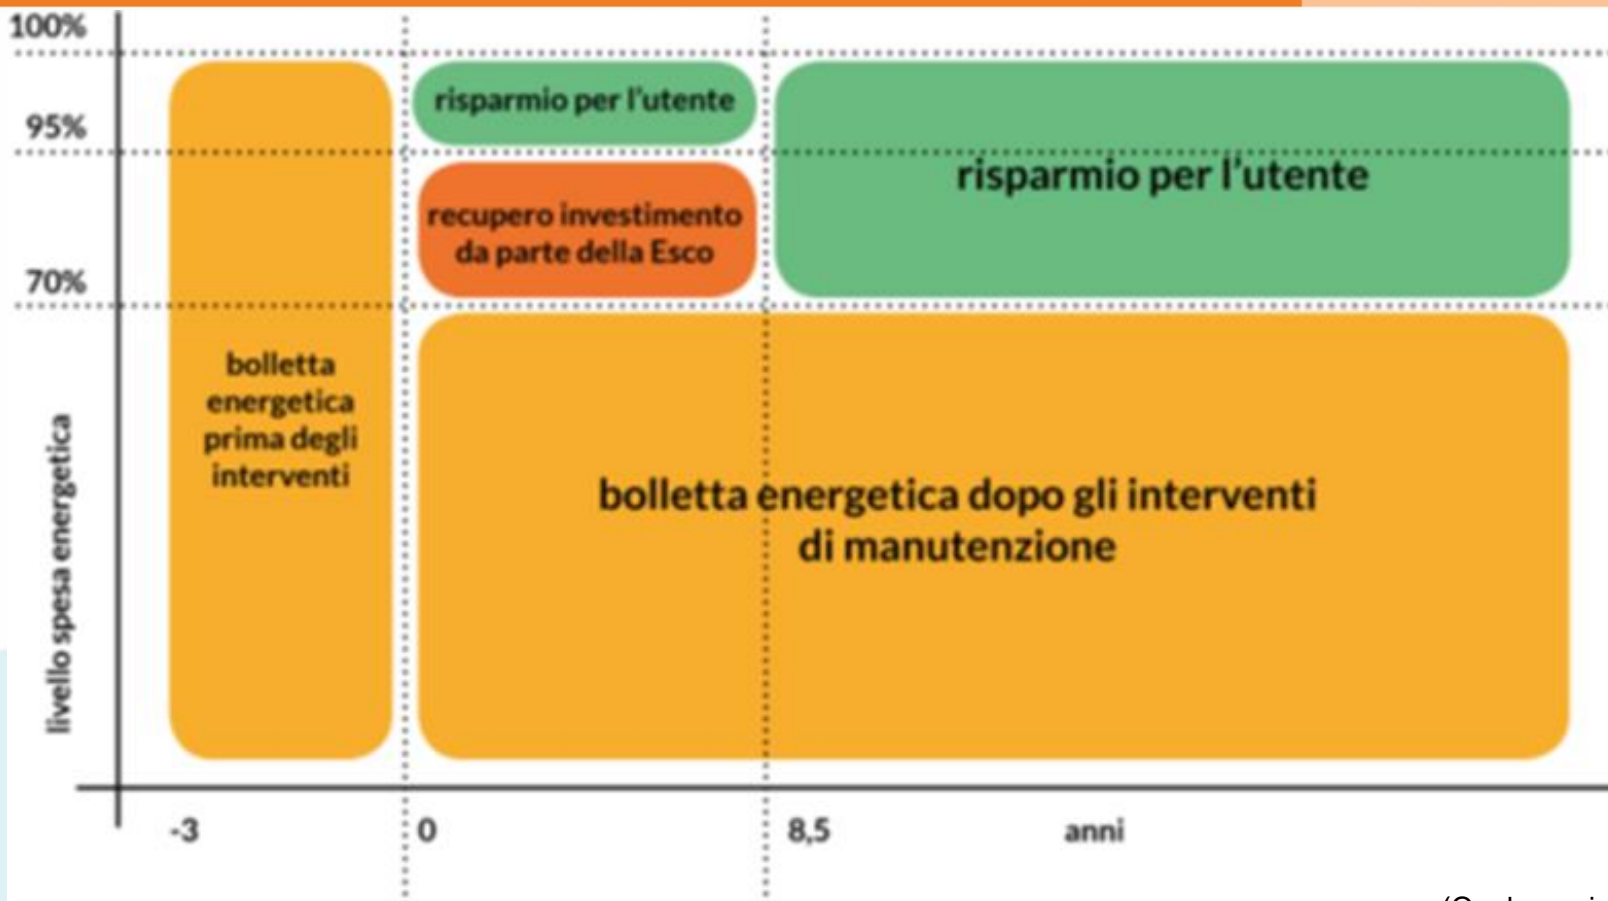 100%
95%
70%
livello spesa energetica
bolletta
energetica
prima degli
interventi
risparmio per l'utente
recupero investimento
da parte della Esco
risparmio per l'utente
bolletta energetica dopo gli interventi
di manutenzione
-3
0
8,5
anni